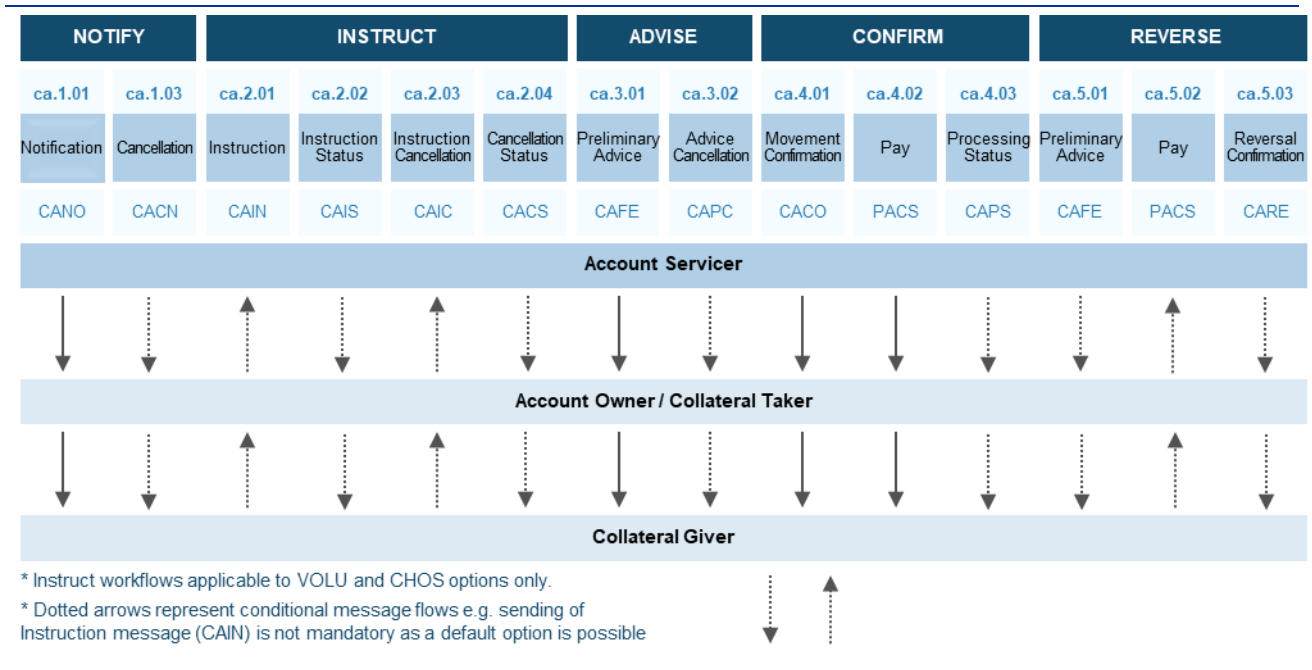 NOTIFY INSTRUCT ADVISE CONFIRM REVERSE
ca.1.01 ca.1.03 ca.2.01 ca.2.02 ca.2.03 ca.2.04 ca.3.01 ca.3.02 ca.4.01 ca.4.02 ca.4.03 ca.5.01 ca.5.02 ca.5.03
Notification Cancellation Instruction Instruction Status Instruction Cancellation Cancellation Status Preliminary Advice Advice Cancellation Movement Confirmation Pay Processing Status Preliminary Advice Pay Reversal Confirmation
CANO CACN CAIN CAIS CAIC CACS CAFE CAPC CACO PACS CAPS CAFE PACS CARE
Account Servicer
Account Owner / Collateral Taker
Collateral Giver
* Instruct workflows applicable to VOLU and CHOS options only.
* Dotted arrows represent conditional message flows e.g. sending of
Instruction message (CAIN) is not mandatory as a default option is possible